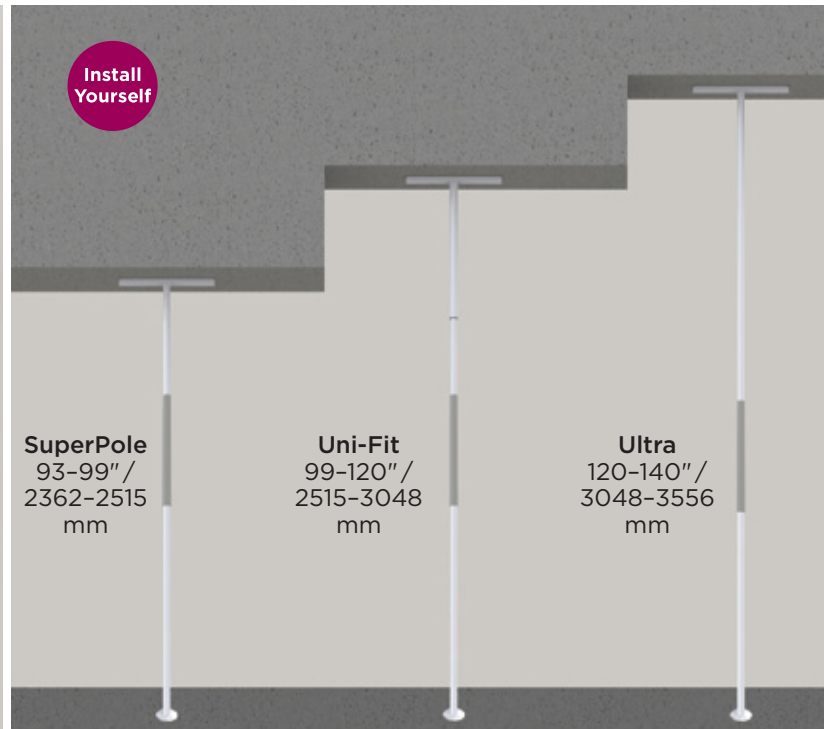 Install
Yourself
SuperPole
93–99"/
2362–2515
mm
Uni-Fit
99–120"/
2515–3048
mm
Ultra
120–140"/
3048–3556
mm